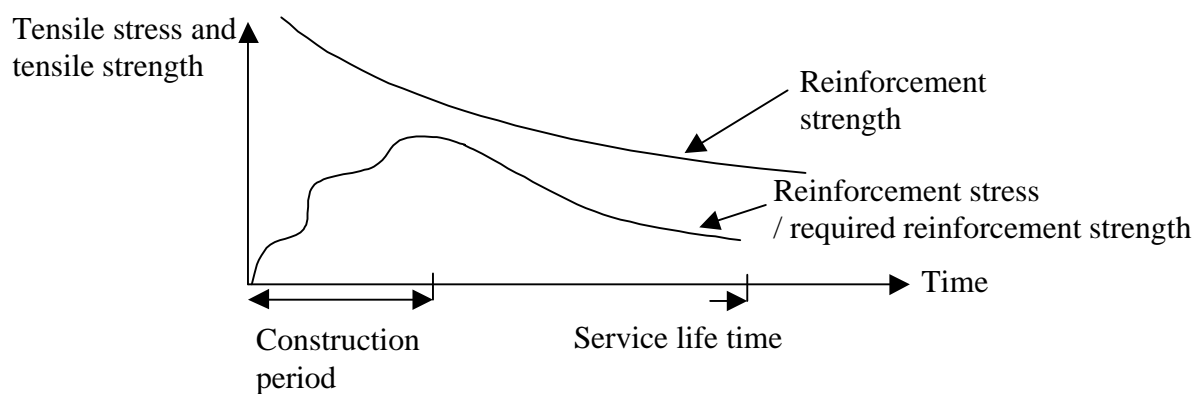 Tensile stress and
tensile strength
Reinforcement
strength
Reinforcement stress
/ required reinforcement strength
Time
Construction
period
Service life time